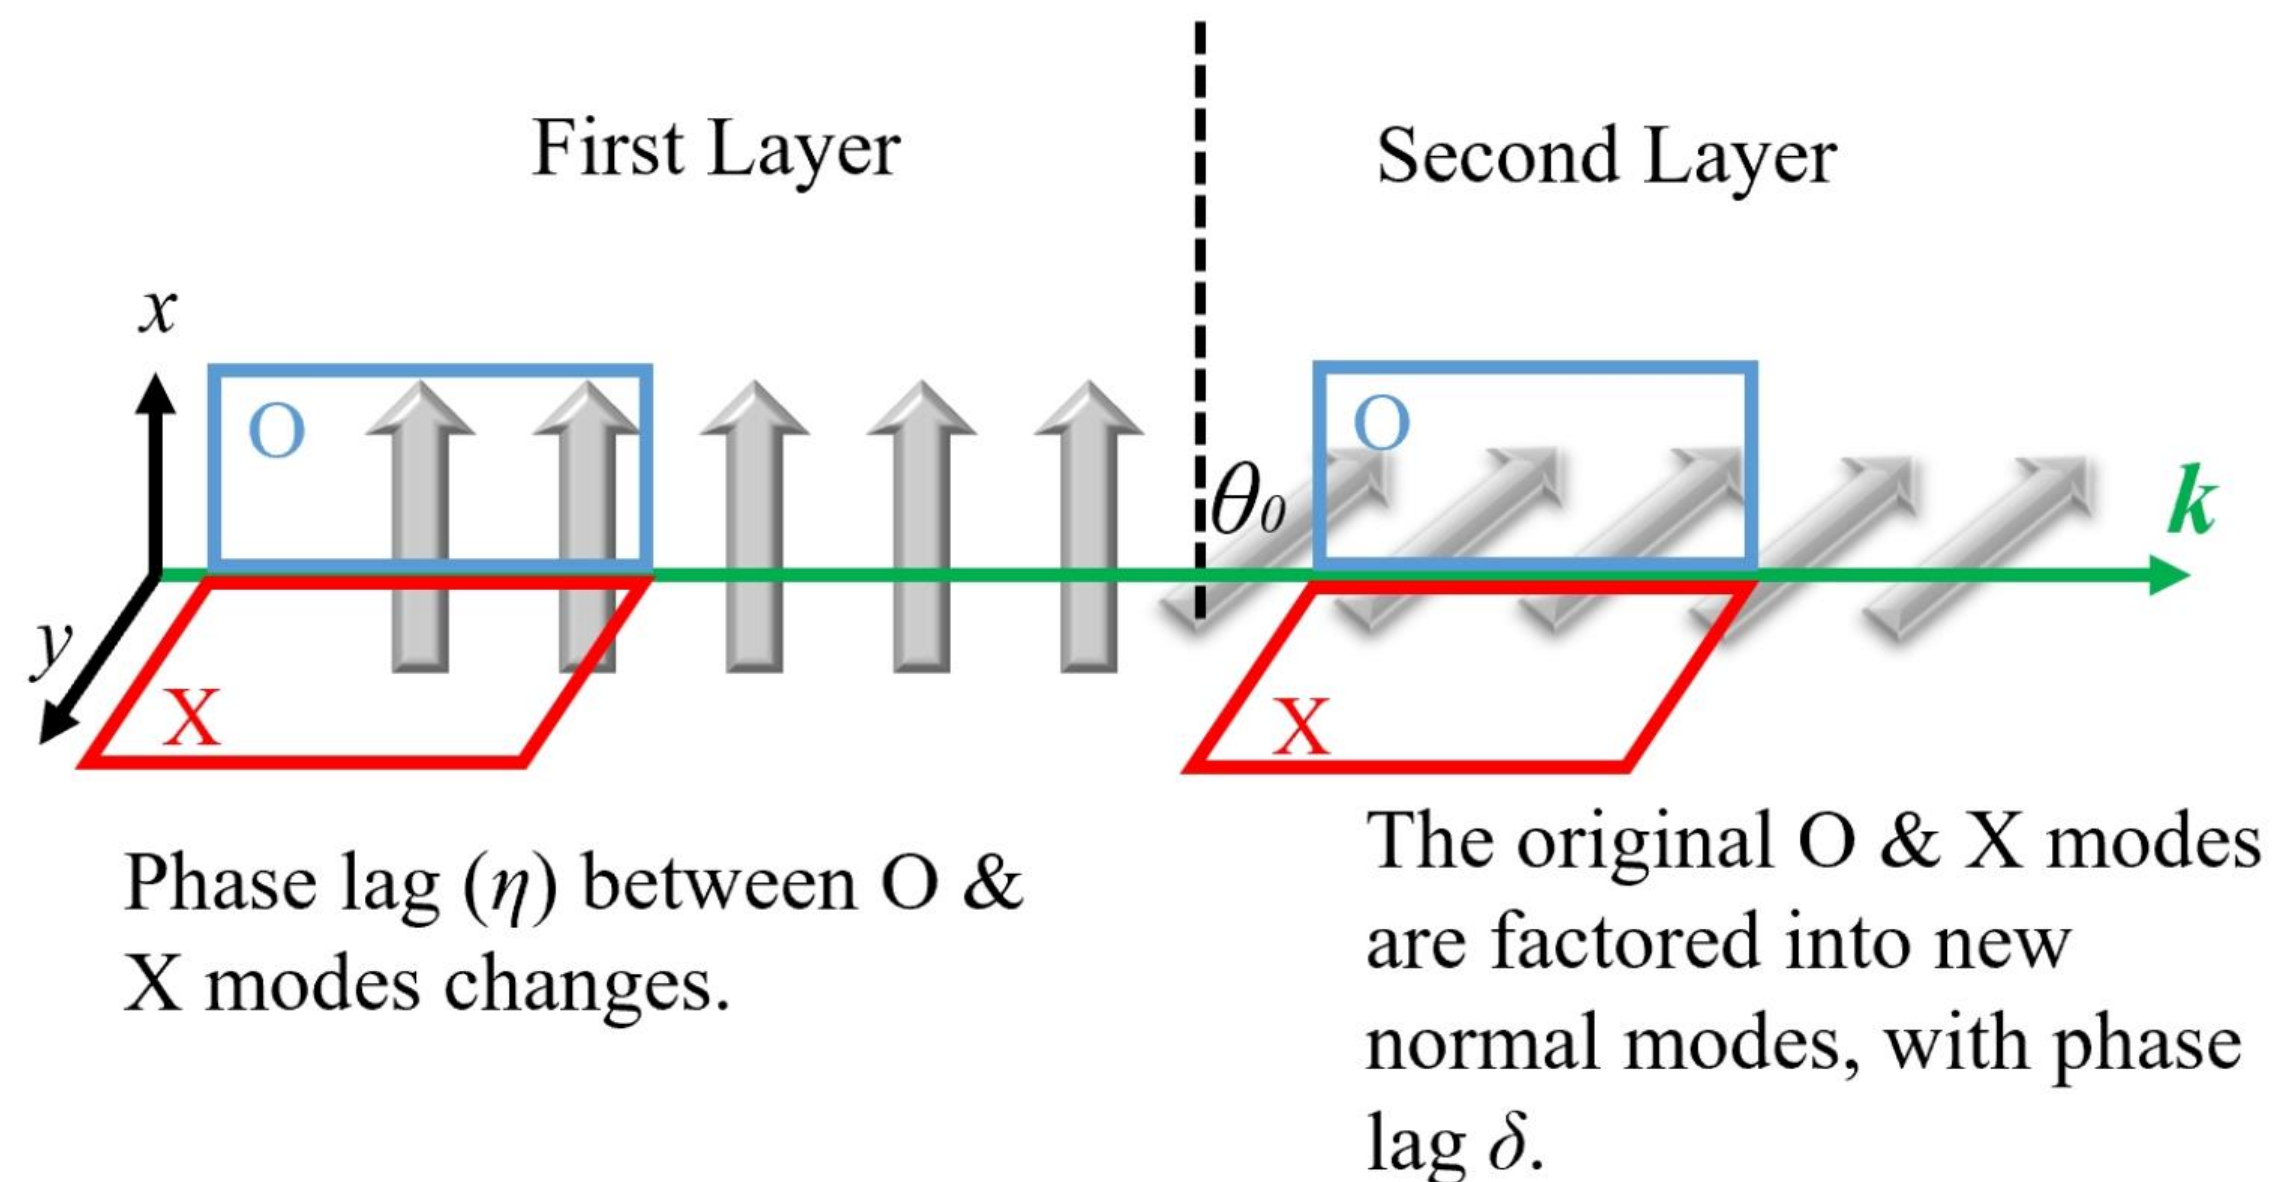 First Layer
Second Layer
x
y
O
X
θ0
O
X
k
Phase lag (η) between O &
X modes changes.
The original O & X modes
are factored into new
normal modes, with phase
lag δ.